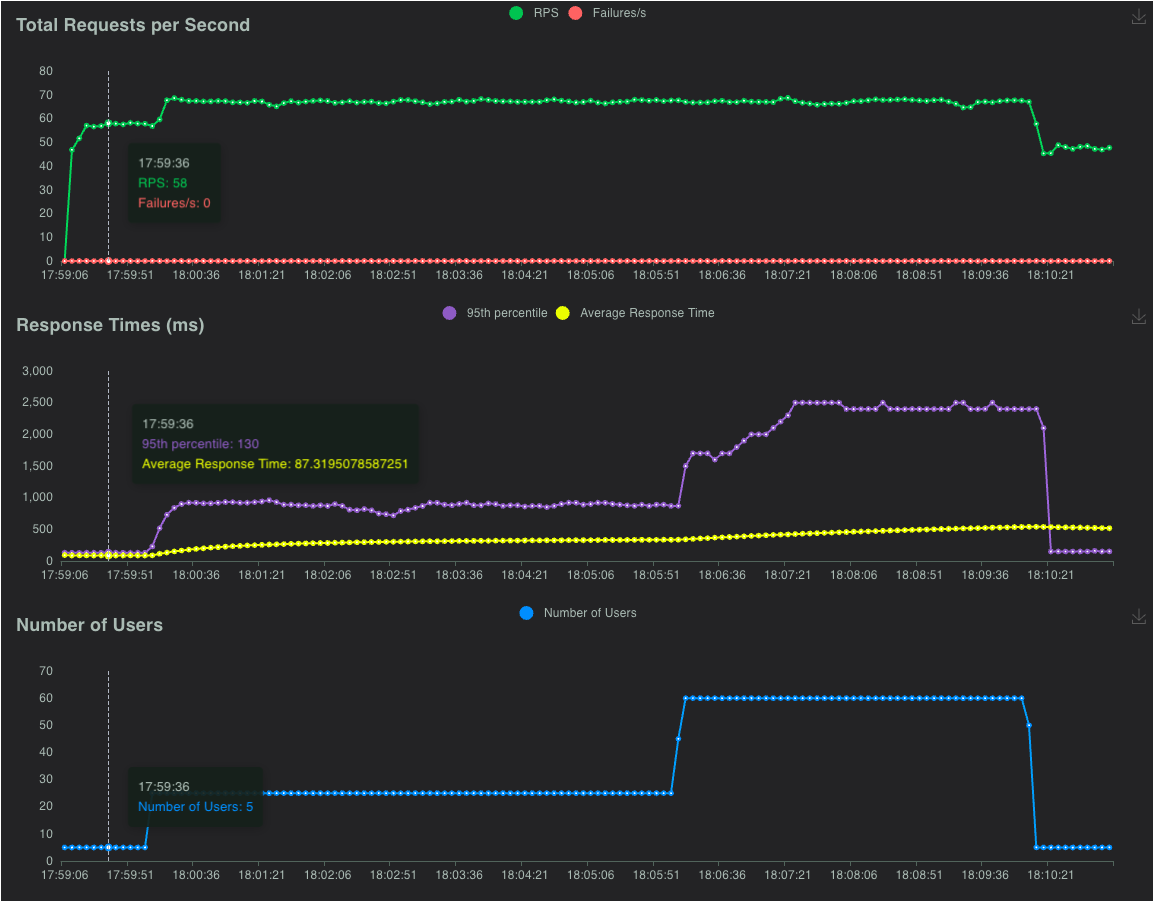 Total Requests per Second
RPS Failures/s
80
70
60
50
40
30
20
10
0
17:59:36
RPS: 58
Failures/s: 0
17:59:06 17:59:51 18:00:36 18:01:21 18:02:06 18:02:51 18:03:36 18:04:21 18:05:06 18:05:51 18:06:36 18:07:21 18:08:06 18:08:51 18:09:36 18:10:21
Response Times (ms)
95th percentile Average Response Time
3,000
2,500
2,000
1,500
1,000
500
0
17:59:36
95th percentile: 130
Average Response Time: 87.3195078587251
17:59:06 17:59:51 18:00:36 18:01:21 18:02:06 18:02:51 18:03:36 18:04:21 18:05:06 18:05:51 18:06:36 18:07:21 18:08:06 18:08:51 18:09:36 18:10:21
Number of Users
Number of Users
70
60
50
40
30
20
10
0
17:59:36
Number of Users: 5
17:59:06 17:59:51 18:00:36 18:01:21 18:02:06 18:02:51 18:03:36 18:04:21 18:05:06 18:05:51 18:06:36 18:07:21 18:08:06 18:08:51 18:09:36 18:10:21